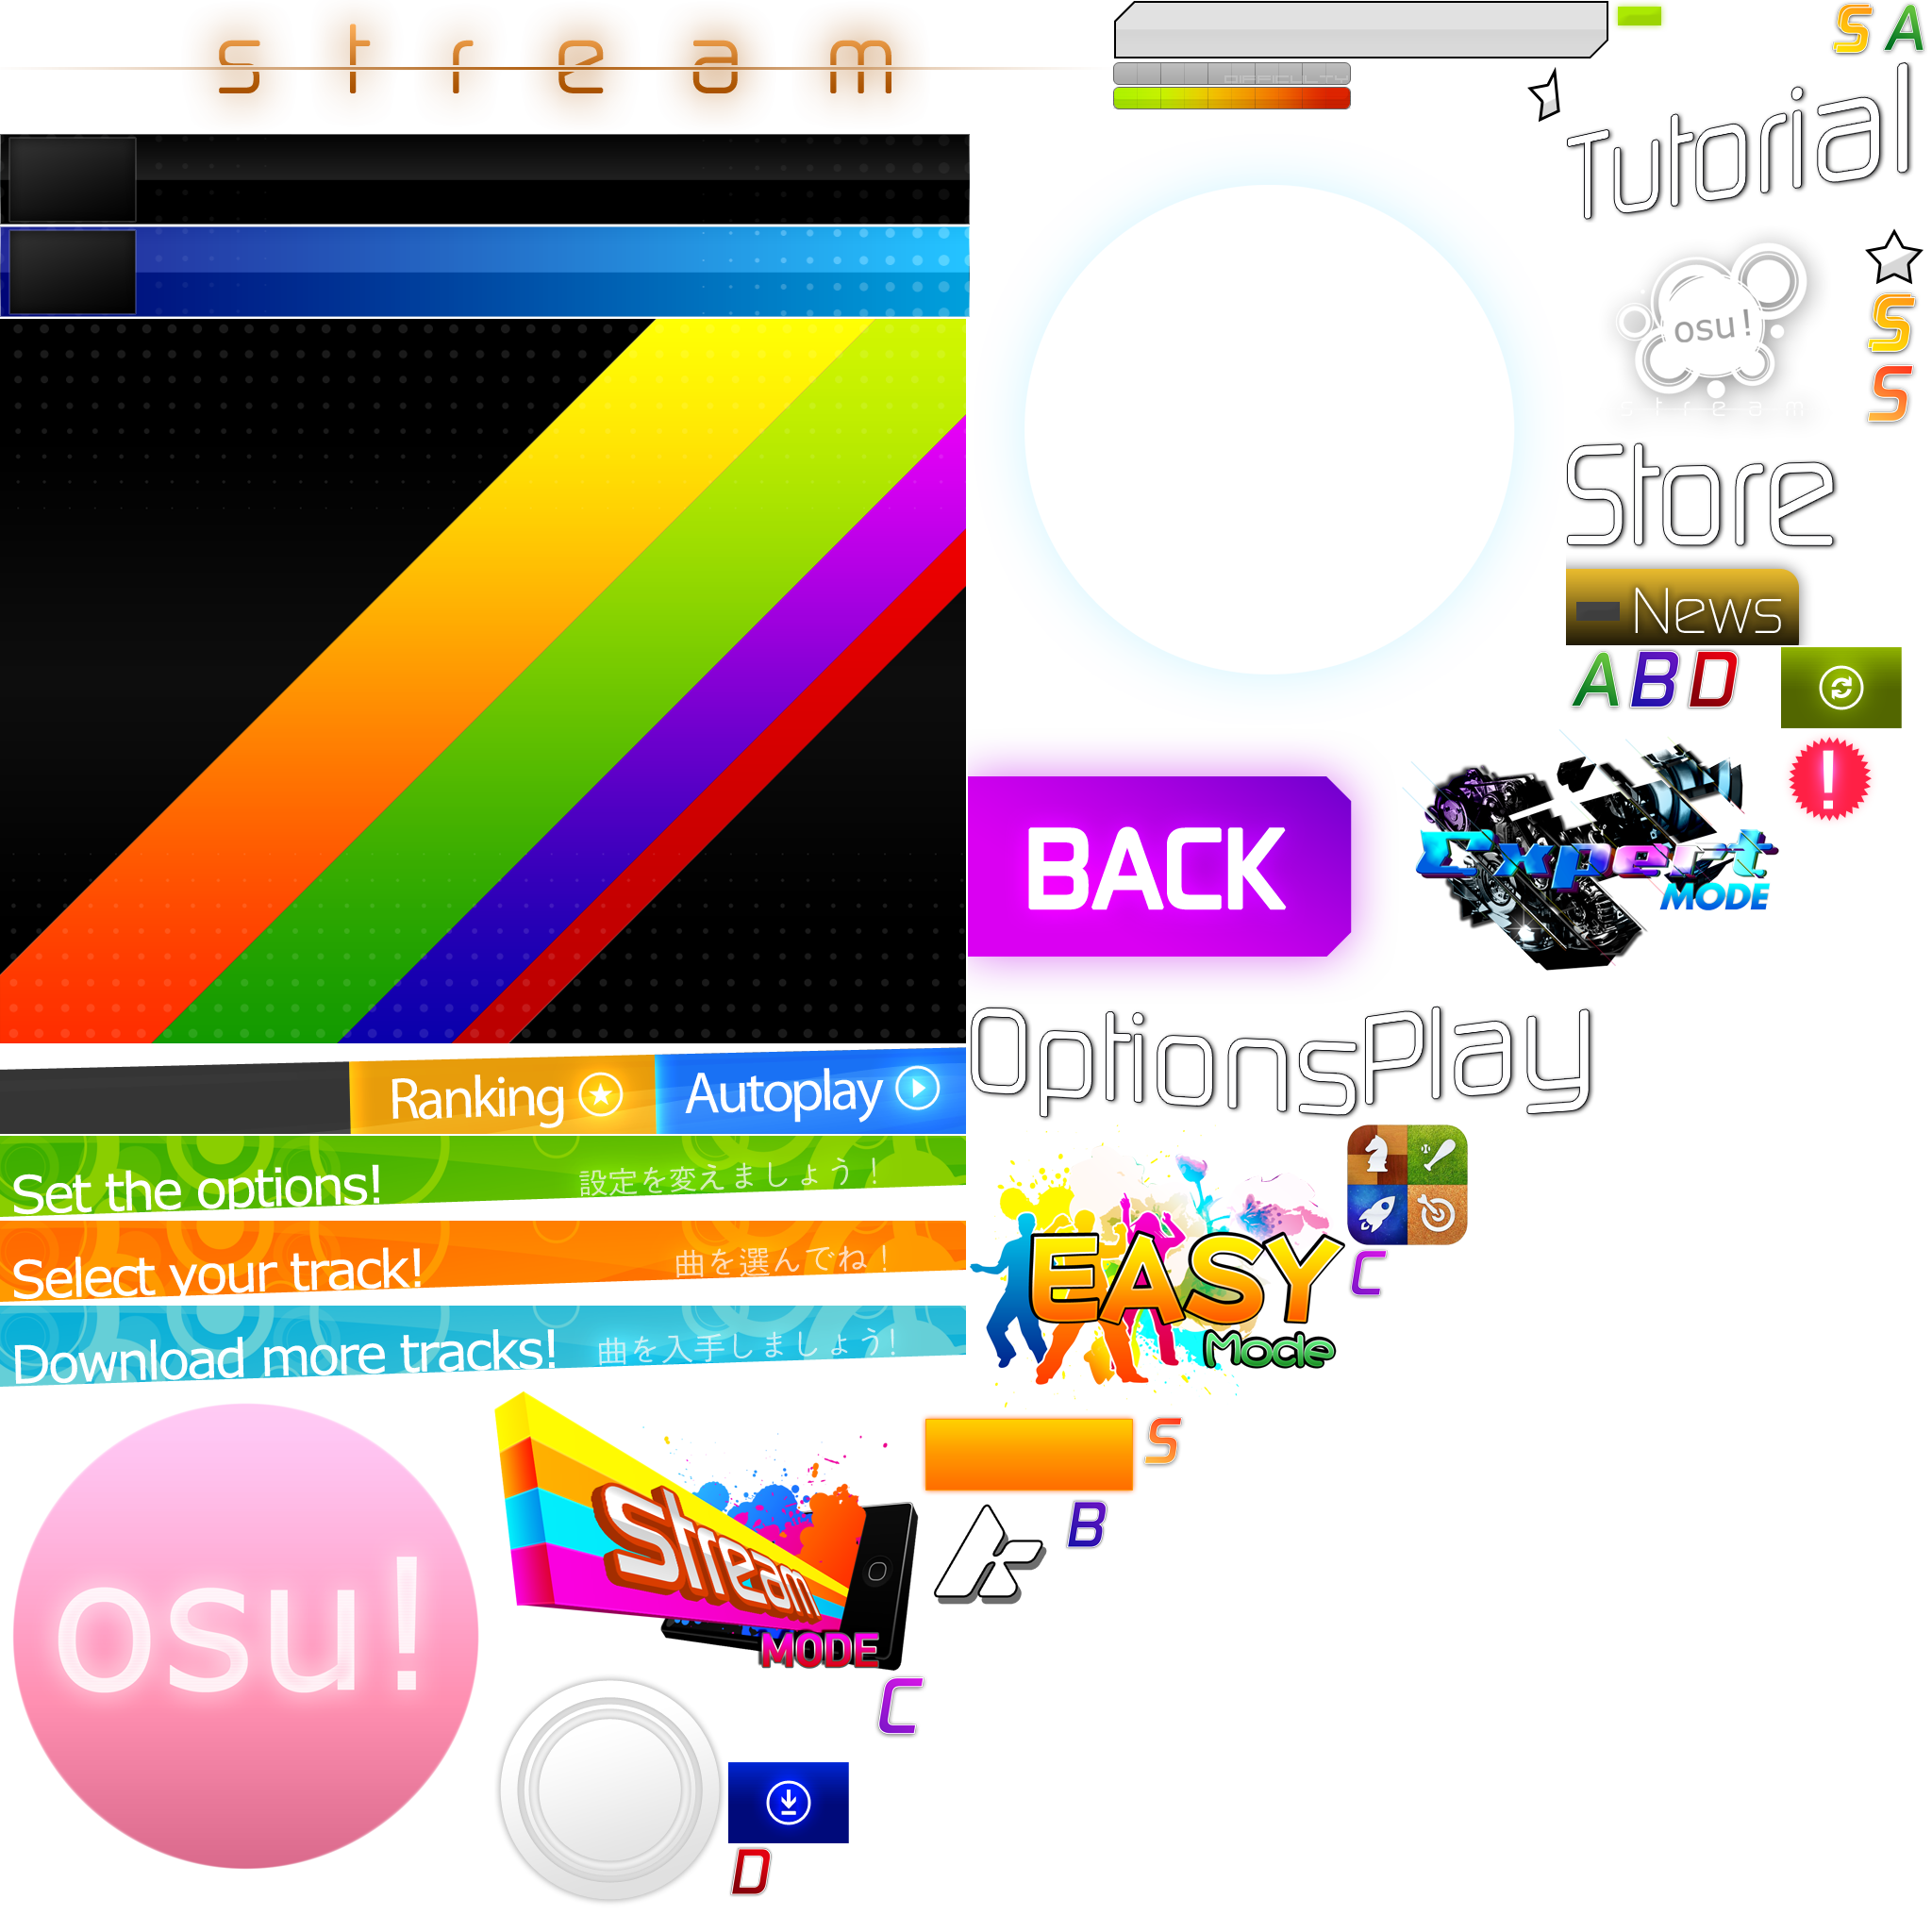 stream
DIFFICULTY
S A
Tutorial
osu!
stream
S
S
Store
News
A B D
BACK
Expert
MODE
Options
Play
Ranking
Autoplay
Set the options!
設定を変えましょう！
Select your track!
曲を選んでね！
Download more tracks!
曲を入手しましょう!
EASY
Mode
C
S
B
osu!
Stream
MODE
C
D